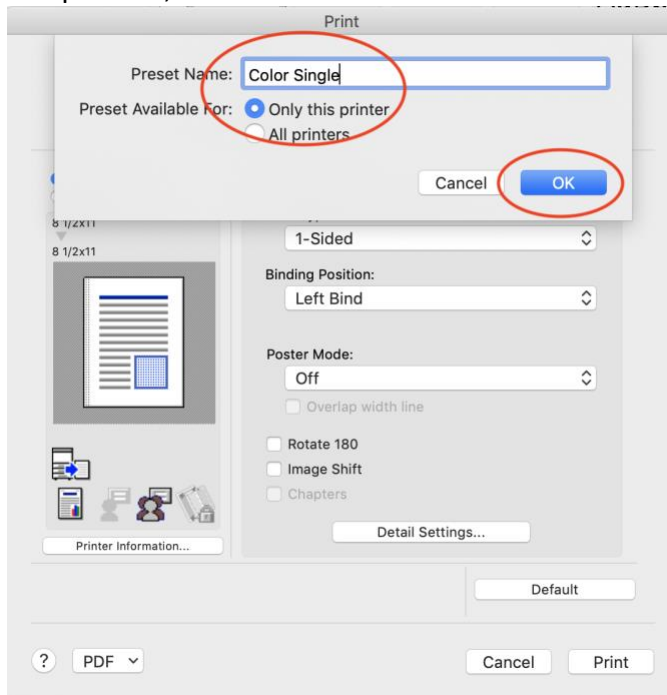 Print
Preset Name: Color Single
Preset Available For: Only this printer
All printers
Cancel OK
8 1/2x11
1-Sided
8 1/2x11
Binding Position:
Left Bind
Poster Mode:
Off
Overlap width line
Rotate 180
Image Shift
Chapters
Detail Settings...
Printer Information...
Default
? PDF Cancel Print